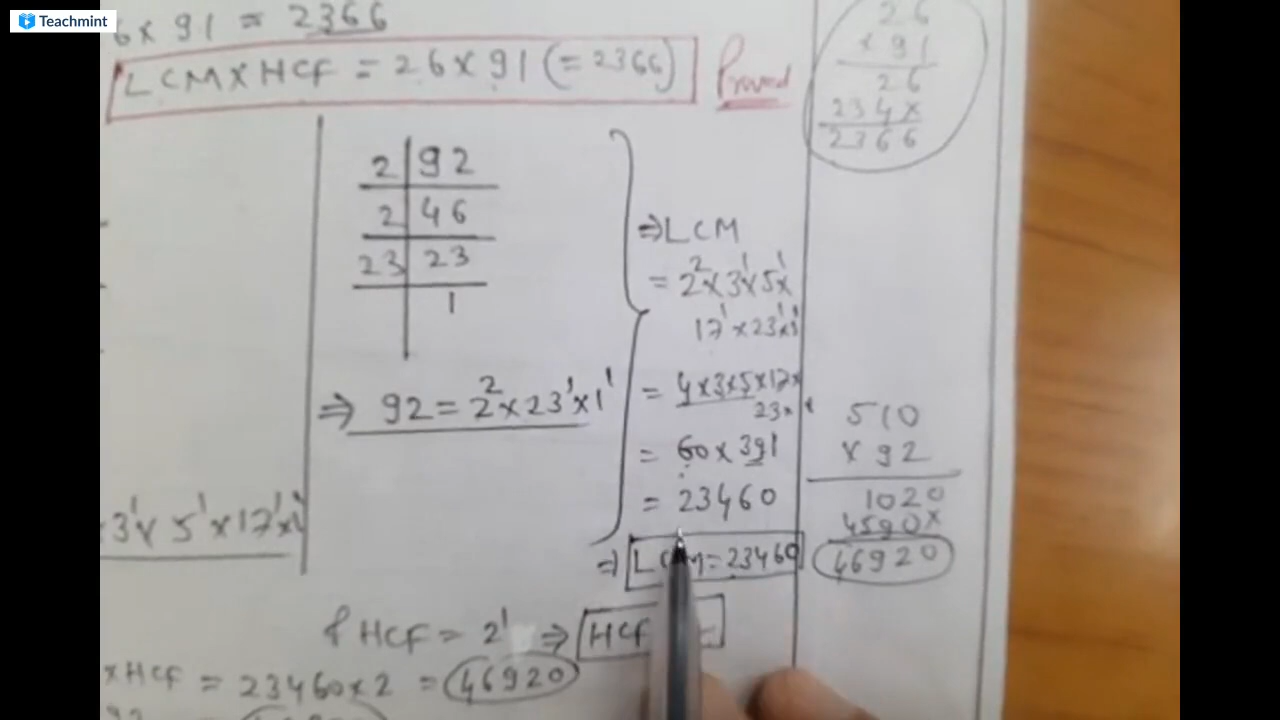 Teachmint
6 x 91 = 2366
LCM X HCF = 26 x 91 (= 2366) Proved
26
x 91
26
234x
2366
2 | 92
2 | 46
23 | 23
1
⇒ 92 = 2² x 23¹ x 1¹
⇒ LCM
= 2² x 3¹ x 5¹ x
17¹ x 23¹ x 1¹
= 4 x 3 x 5 x 17 x
23 x 1
= 60 x 391
= 23460
⇒ LCM = 23460
510
x 92
1020
4590x
46920
x 3¹ x 5¹ x 17¹ x 1¹
HCF = 2¹ ⇒ HCF
x HCF = 23460 x 2 = 46920
92